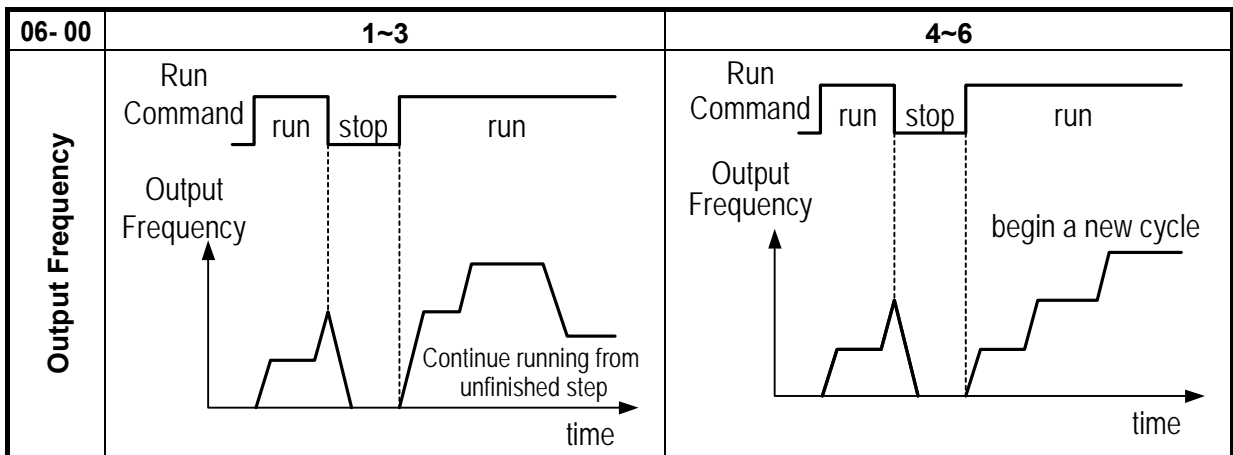 06- 00
1~3
4~6
Output Frequency
Run
Command
run
stop
run
Output
Frequency
Continue running from
unfinished step
time
Run
Command
run
stop
run
Output
Frequency
begin a new cycle
time